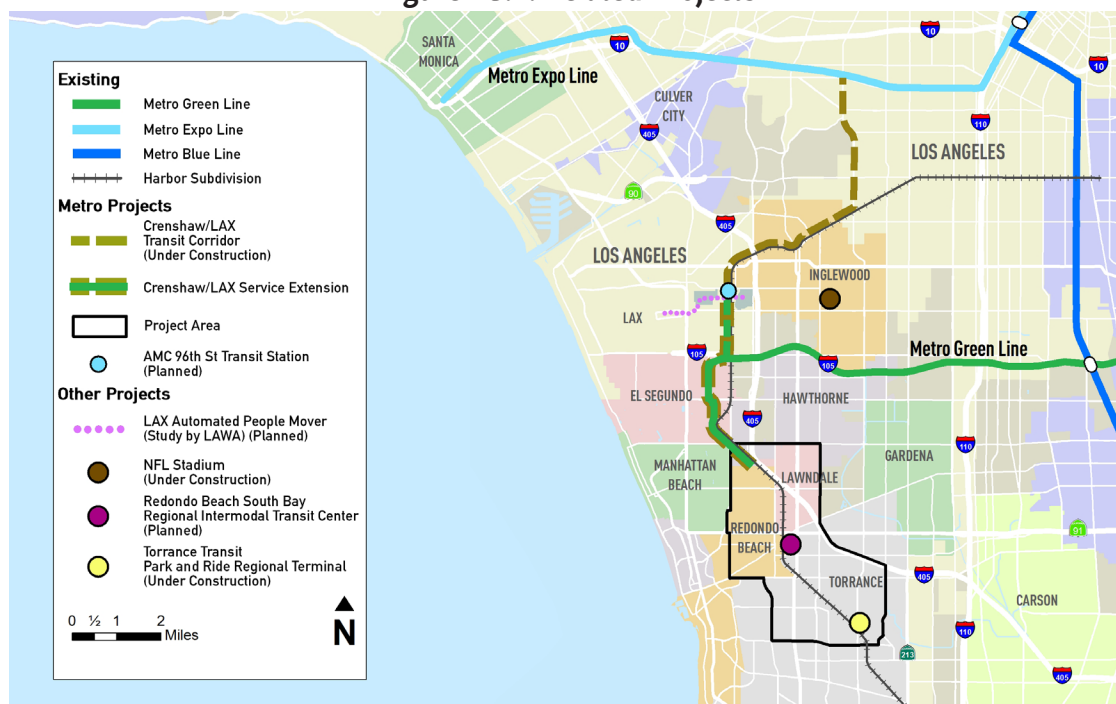 Existing
Metro Green Line
Metro Expo Line
Metro Blue Line
Harbor Subdivision
Metro Projects
Crenshaw/LAX
Transit Corridor
(Under Construction)
Crenshaw/LAX Service Extension
Project Area
AMC 96th St Transit Station
(Planned)
Other Projects
LAX Automated People Mover
(Study by LAWA) (Planned)
NFL Stadium
(Under Construction)
Redondo Beach South Bay
Regional Intermodal Transit Center
(Planned)
Torrance Transit
Park and Ride Regional Terminal
(Under Construction)
0 ½ 1 2
Miles
N
SANTA
MONICA
10
10
10
Metro Expo Line
CULVER
CITY
405
110
LOS ANGELES
90
405
LOS ANGELES
INGLEWOOD
LAX
105
105
Metro Green Line
EL SEGUNDO
HAWTHORNE
405
110
GARDENA
MANHATTAN
BEACH
LAWNDALE
REDONDO
BEACH
91
TORRANCE
405
CARSON
110
213
405